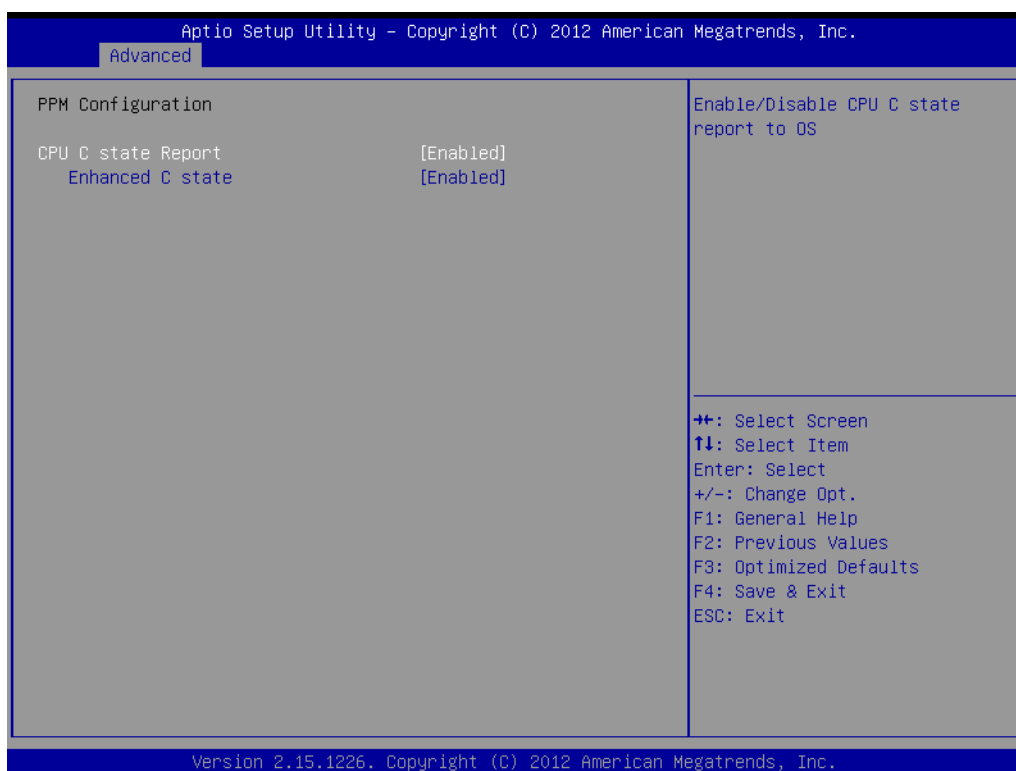 Aptio Setup Utility – Copyright (C) 2012 American Megatrends, Inc.
Advanced
PPM Configuration
CPU C state Report [Enabled]
Enhanced C state [Enabled]
Enable/Disable CPU C state
report to OS
→←: Select Screen
↑↓: Select Item
Enter: Select
+/-: Change Opt.
F1: General Help
F2: Previous Values
F3: Optimized Defaults
F4: Save & Exit
ESC: Exit
Version 2.15.1226. Copyright (C) 2012 American Megatrends, Inc.